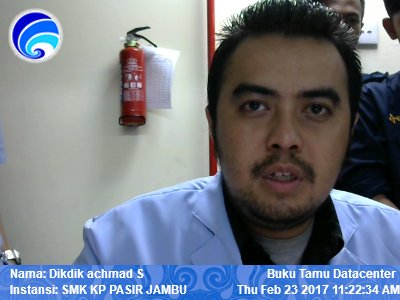 Nama: Dikdik achmad S Buku Tamu Datacenter
Instansi: SMK KP PASIR JAMBU Thu Feb 23 2017 11:22:34 AM